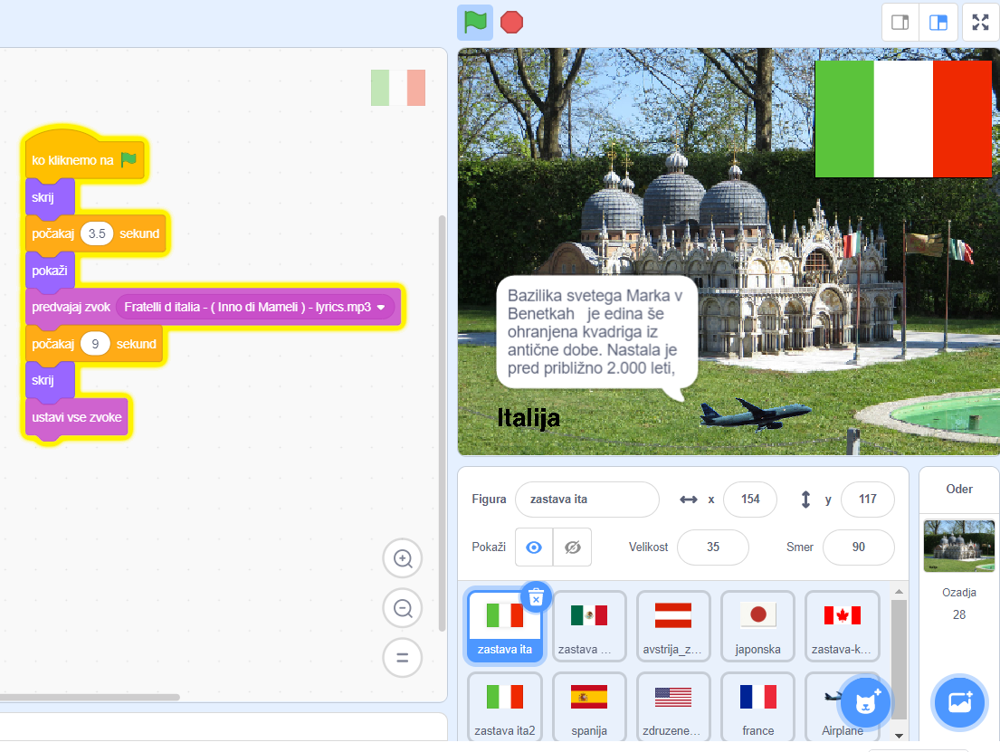 ko kliknemo na
skrij
počakaj 3.5 sekund
pokaži
predvajaj zvok Fratelli d italia - ( Inno di Mameli ) - lyrics.mp3
počakaj 9 sekund
skrij
ustavi vse zvoke
Bazilika svetega Marka v
Benetkah je edina še
ohranjena kvadriga iz
antične dobe. Nastala je
pred približno 2.000 leti,
Italija
Figura zastava ita x 154 y 117
Pokaži Velikost 35 Smer 90
zastava ita zastava ... avstrija_z... japonska zastava-k...
zastava ita2 spanija zdruzene... france Airplane
Oder
Ozadja
28